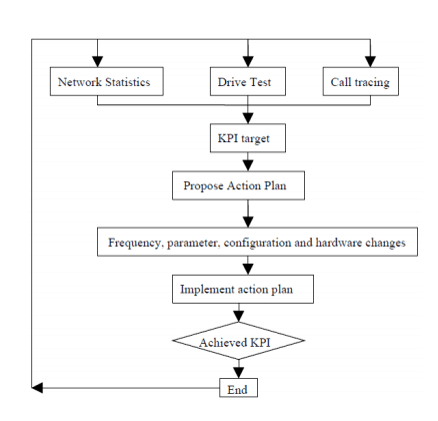 Network Statistics
Drive Test
Call tracing
KPI target
Propose Action Plan
Frequency, parameter, configuration and hardware changes
Implement action plan
Achieved KPI
End